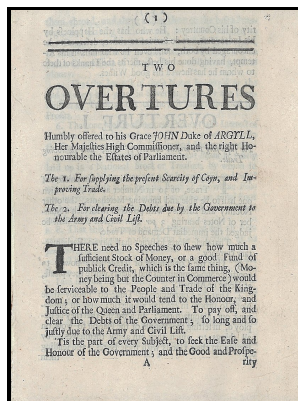 (1)
TWO
OVERTURES
Humbly offered to his Grace JOHN Duke of ARGYLL,
Her Majesties High Commissioner, and the right Ho-
nourable the Estates of Parliament.
The 1. For supplying the present Scarcity of Coyn, and Im-
proving Trade.
The 2. For clearing the Debts due by the Government to
the Army and Civil List.
THERE need no Speeches to shew how much a
sufficient Stock of Money, or a good Fund of
publick Credit, which is the same thing, (Mo-
ney being but the Counter in Commerce) would
be serviceable to the People and Trade of the King-
dom; or how much it would tend to the Honour, and
Justice of the Queen and Parliament. To pay off, and
clear the Debts of the Government; so long and so
justly due to the Army and Civil List.
'Tis the part of every Subject, to seek the Ease and
Honour of the Government; and the Good and Prospe-
A rity